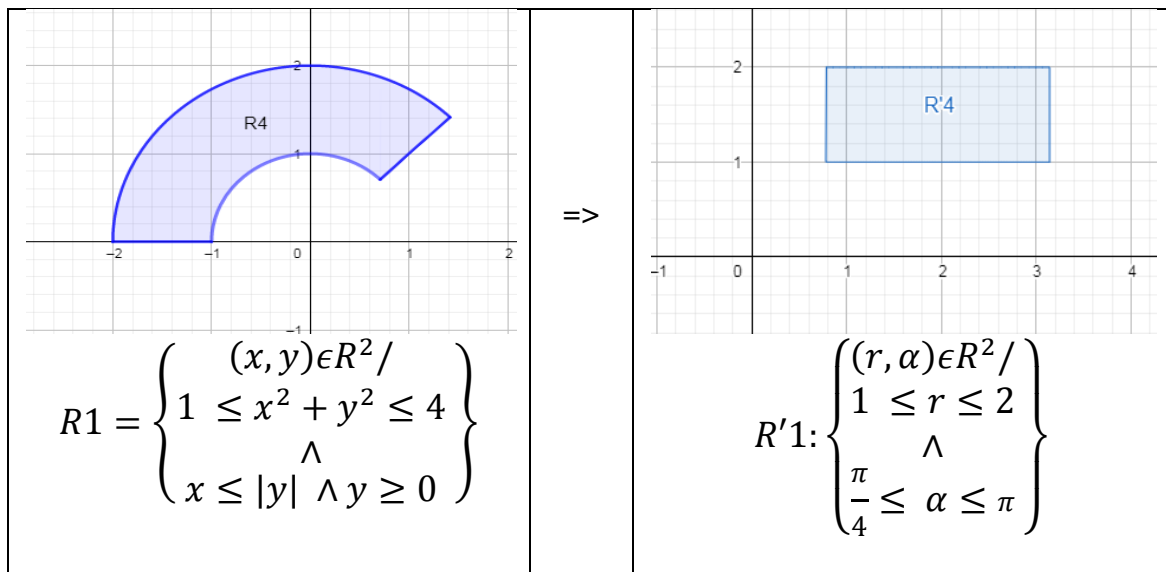 2
R4
1
−2
−1
0
1
2
−1
R1 = { (x, y)ϵR²/
1 ≤ x² + y² ≤ 4
∧
x ≤ |y| ∧ y ≥ 0 }
=>
2
R'4
1
−1
0
1
2
3
4
R'1: { (r, α)ϵR²/
1 ≤ r ≤ 2
∧
π/4 ≤ α ≤ π }